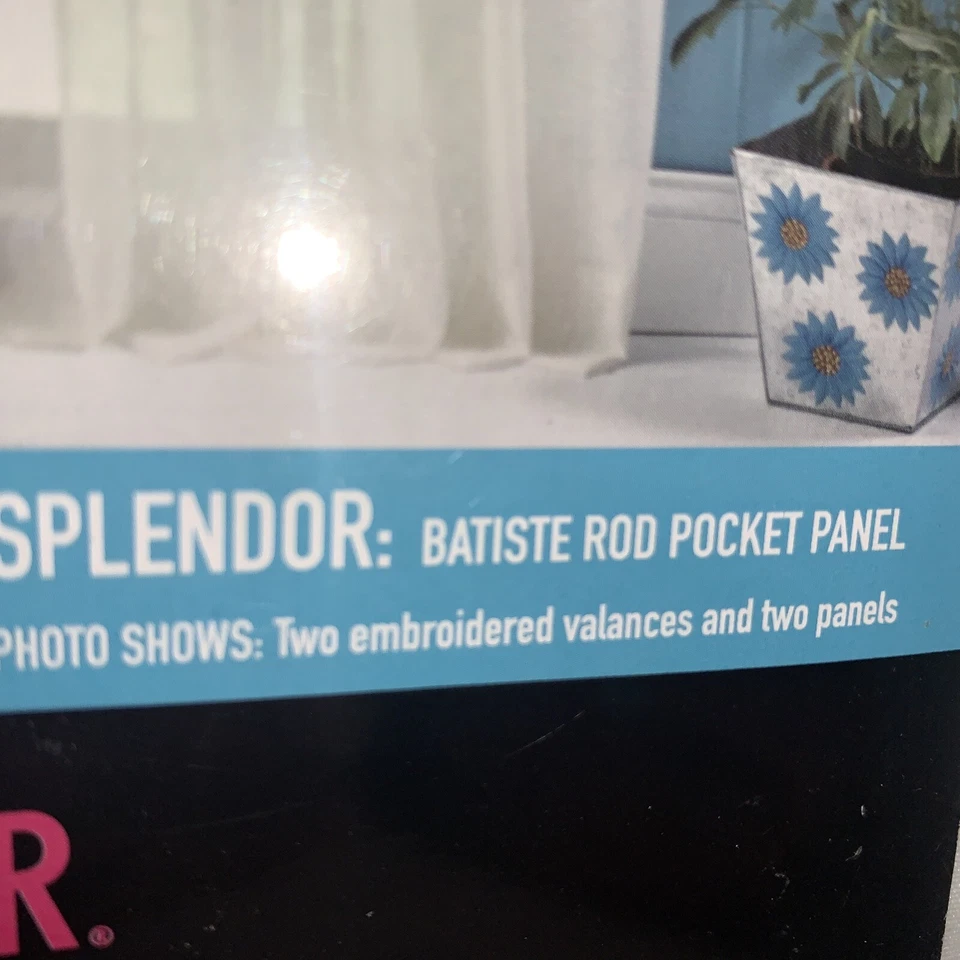 SPLENDOR: BATISTE ROD POCKET PANEL
PHOTO SHOWS: Two embroidered valances and two panels
R®